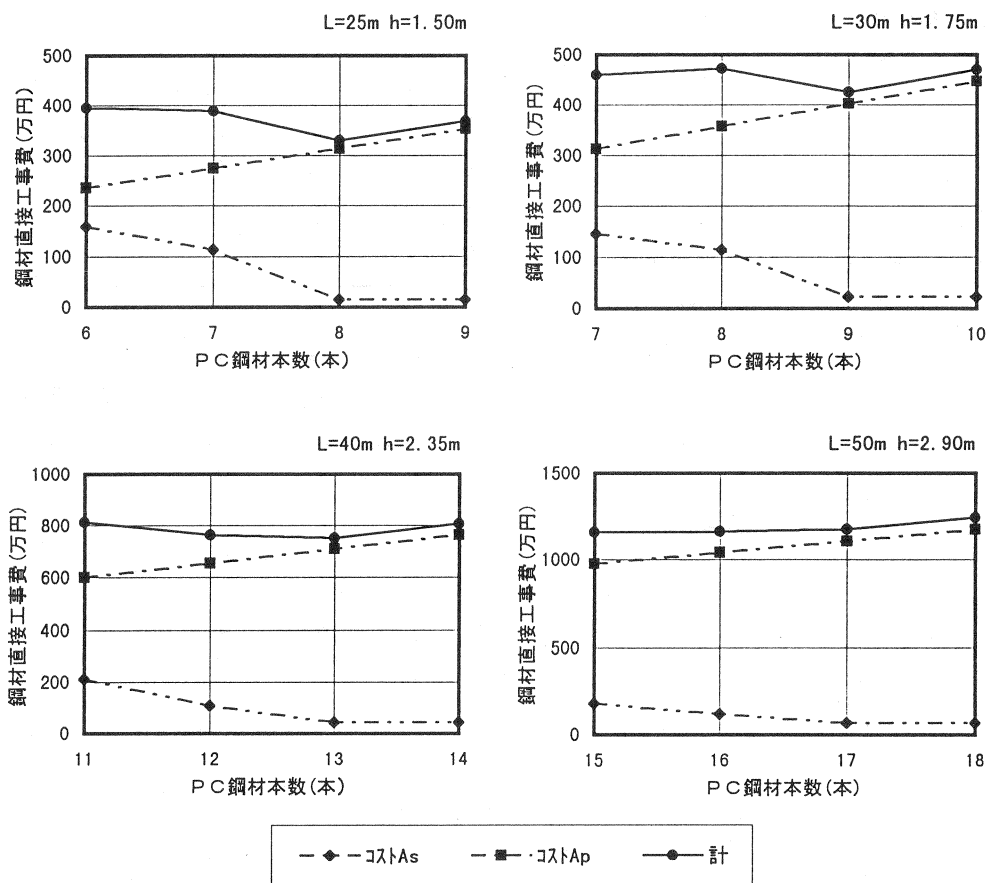 L=25m h=1.50m
鋼材直接工事費(万円)
500
400
300
200
100
0
6 7 8 9
PC鋼材本数(本)
L=30m h=1.75m
鋼材直接工事費(万円)
500
400
300
200
100
0
7 8 9 10
PC鋼材本数(本)
L=40m h=2.35m
鋼材直接工事費(万円)
1000
800
600
400
200
0
11 12 13 14
PC鋼材本数(本)
L=50m h=2.90m
鋼材直接工事費(万円)
1500
1000
500
0
15 16 17 18
PC鋼材本数(本)
コストAs コストAp 計